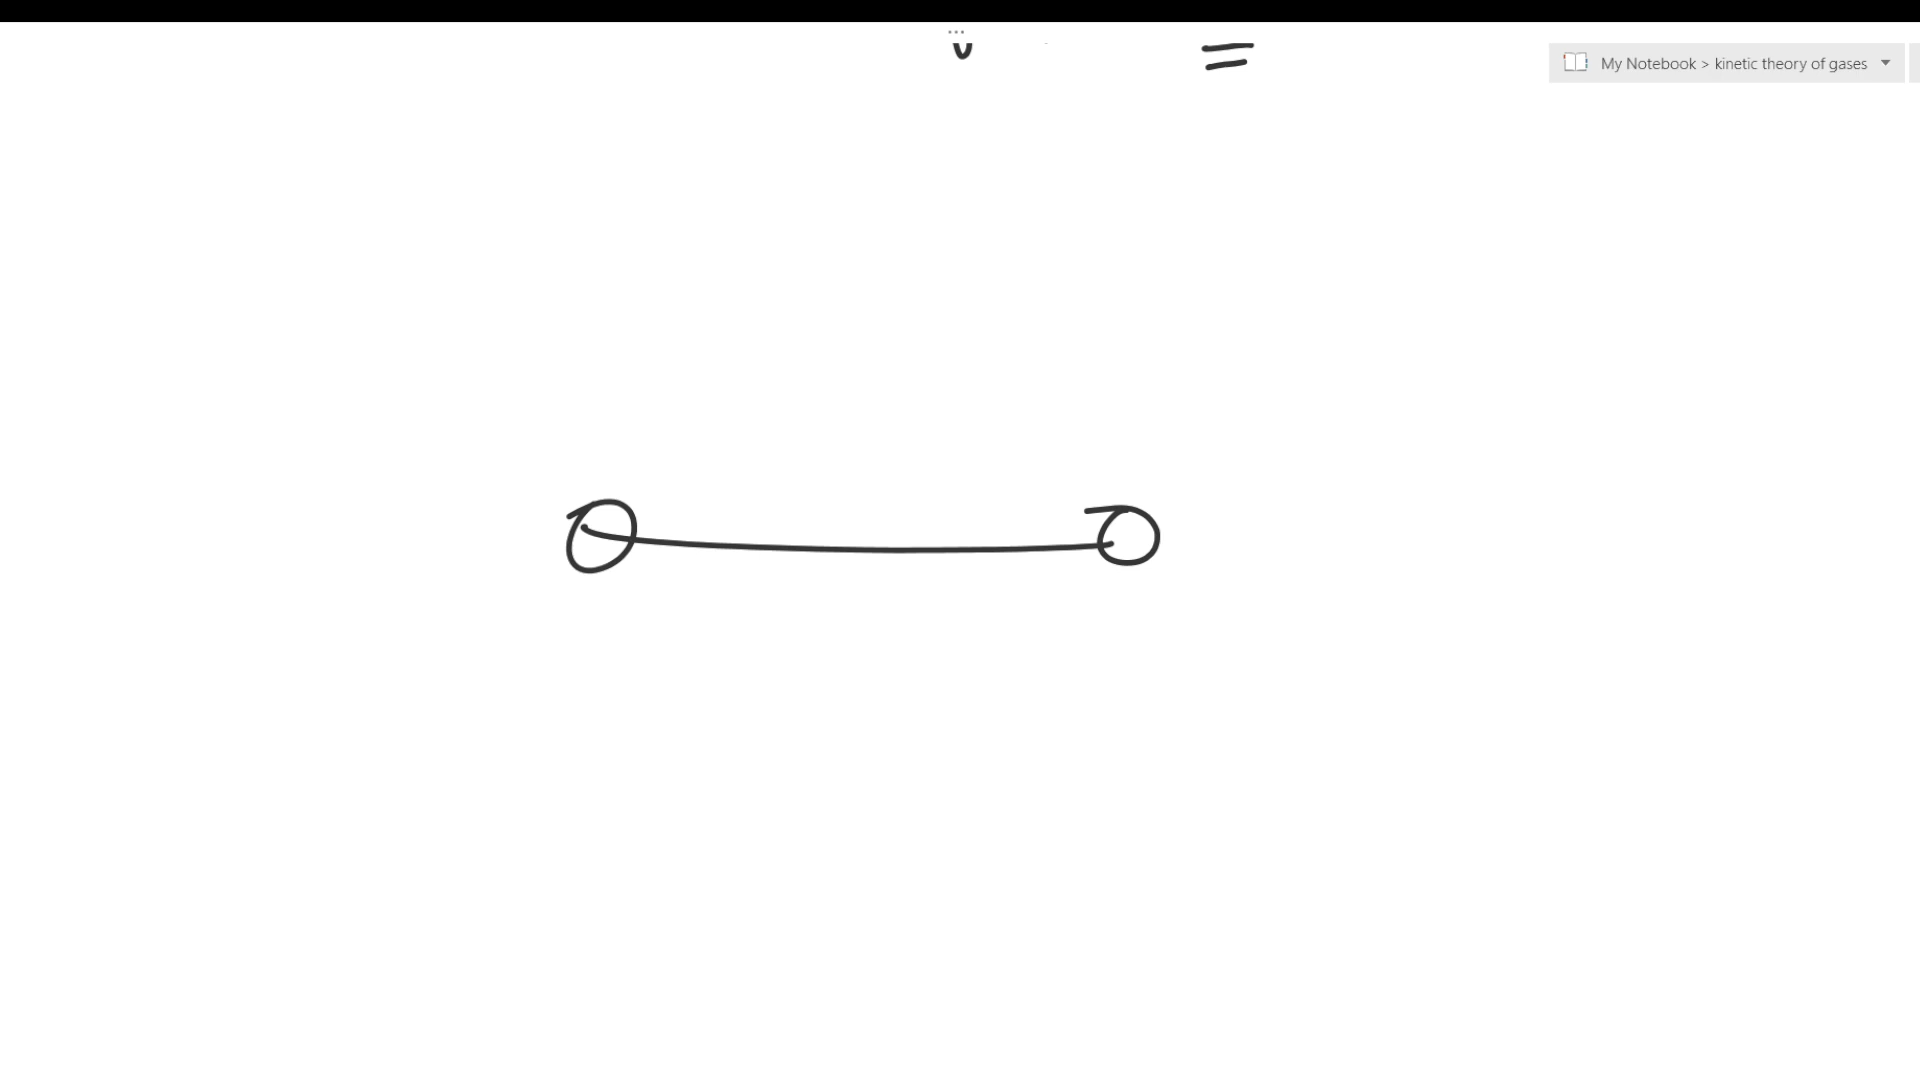 =
My Notebook > kinetic theory of gases